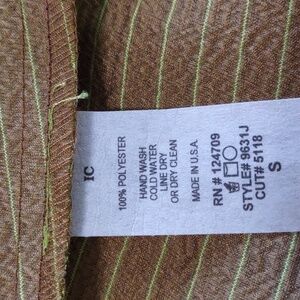 IC
100% POLYESTER
HAND WASH
COLD WATER
LINE DRY
OR DRY CLEAN
MADE IN U.S.A.
RN # 124709
STYLE# 9631J
CUT# 5118
S